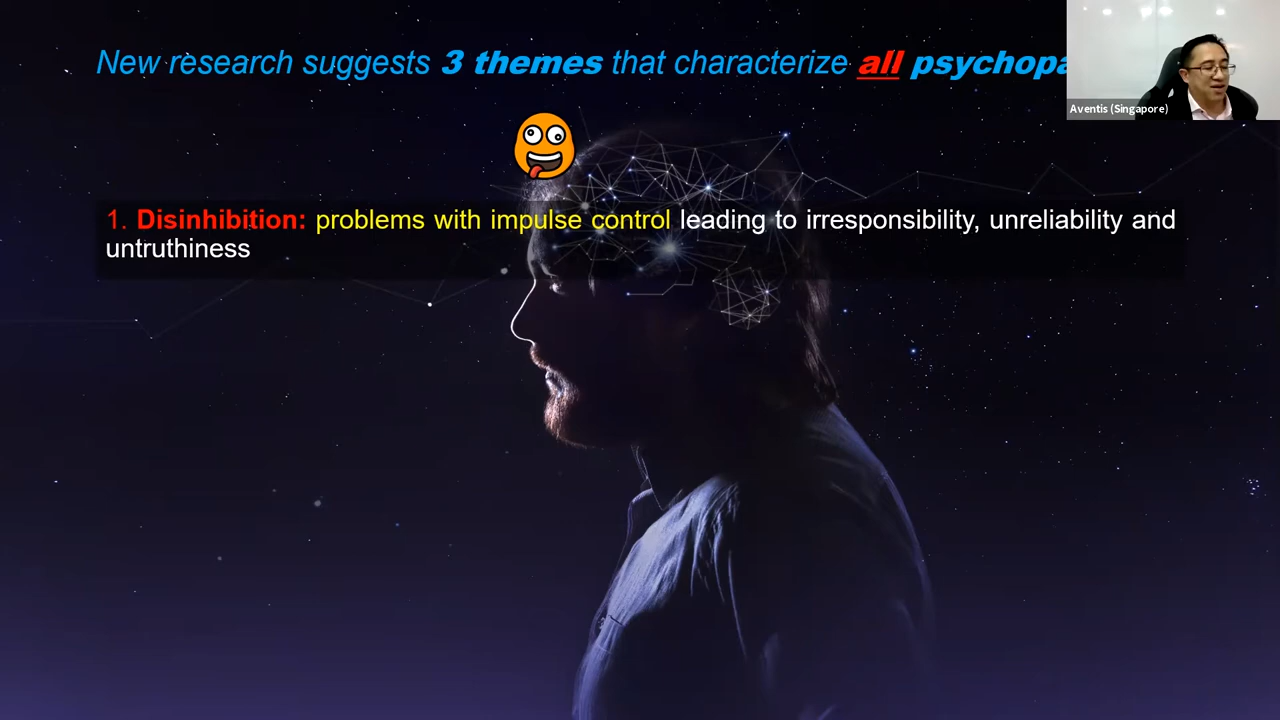 New research suggests 3 themes that characterize all
Aventis (Singapore)
1. Disinhibition: problems with impulse control leading to irresponsibility, unreliability and
untruthiness